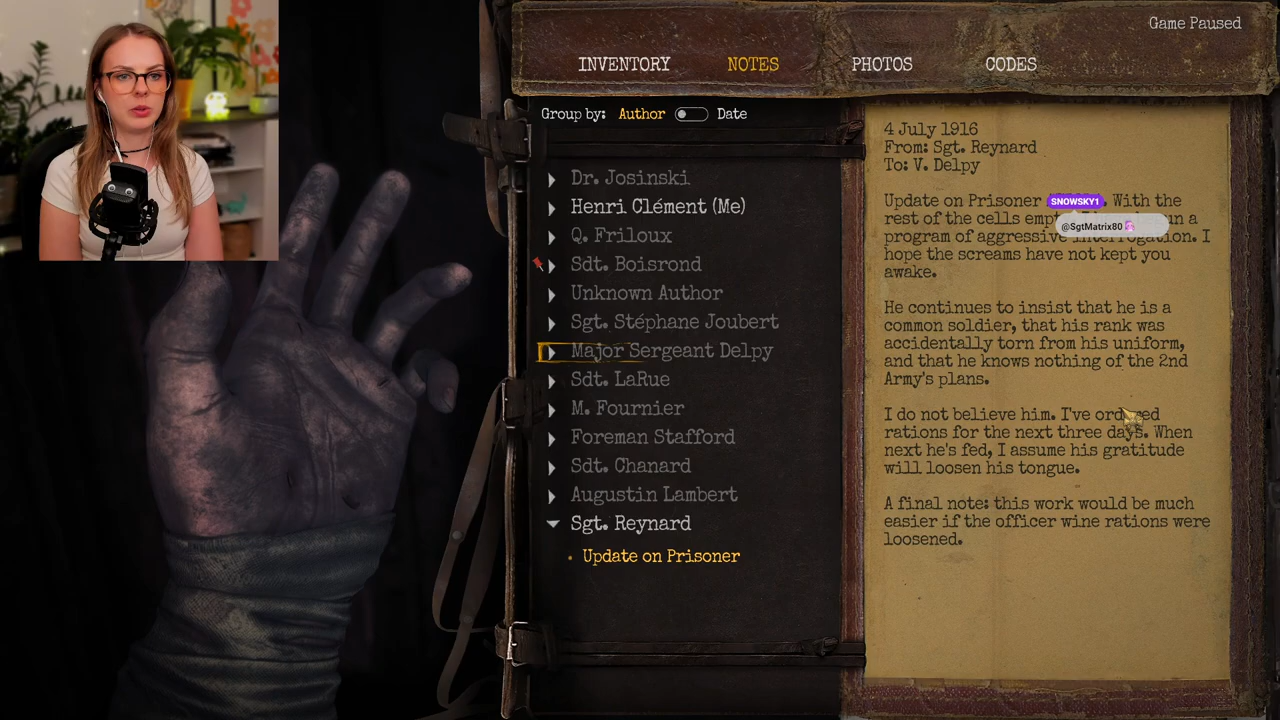 Game Paused
INVENTORY
NOTES
PHOTOS
CODES
Group by: Author Date
Dr. Josinski
Henri Clément (Me)
Q. Friloux
Sdt. Boisrond
Unknown Author
Sgt. Stéphane Joubert
Major Sergeant Delpy
Sdt. LaRue
M. Fournier
Foreman Stafford
Sdt. Chanard
Augustin Lambert
Sgt. Reynard
Update on Prisoner
4 July 1916
From: Sgt. Reynard
To: V. Delpy
Update on Prisoner With the
SNOWSKY1
rest of the cells a
@SgtMatrix80
program of aggressive interrogation. I
hope the screams have not kept you
awake.
He continues to insist that he is a
common soldier, that his rank was
accidentally torn from his uniform,
and that he knows nothing of the 2nd
Army's plans.
I do not believe him. I've ordered
rations for the next three days. When
next he's fed, I assume his gratitude
will loosen his tongue.
A final note: this work would be much
easier if the officer wine rations were
loosened.